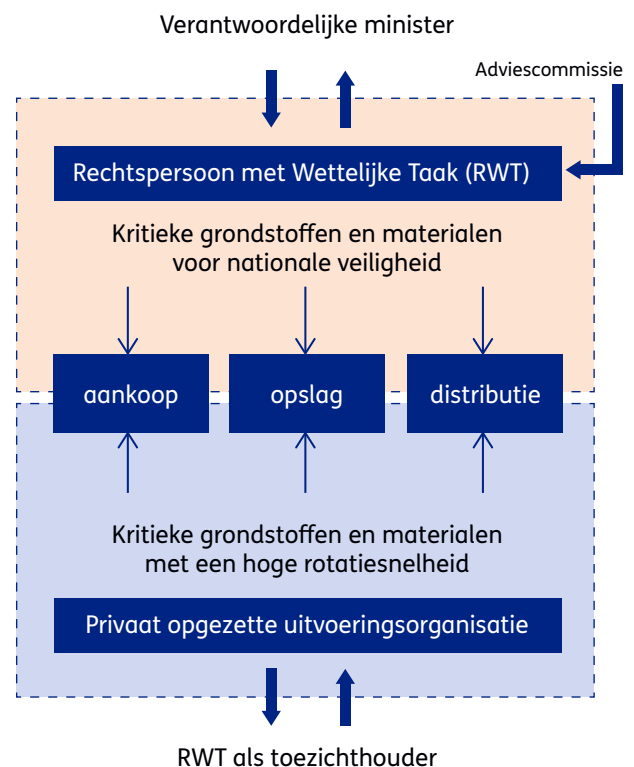 Verantwoordelijke minister
Adviescommissie
Rechtspersoon met Wettelijke Taak (RWT)
Kritieke grondstoffen en materialen
voor nationale veiligheid
aankoop
opslag
distributie
Kritieke grondstoffen en materialen
met een hoge rotatiesnelheid
Privaat opgezette uitvoeringsorganisatie
RWT als toezichthouder